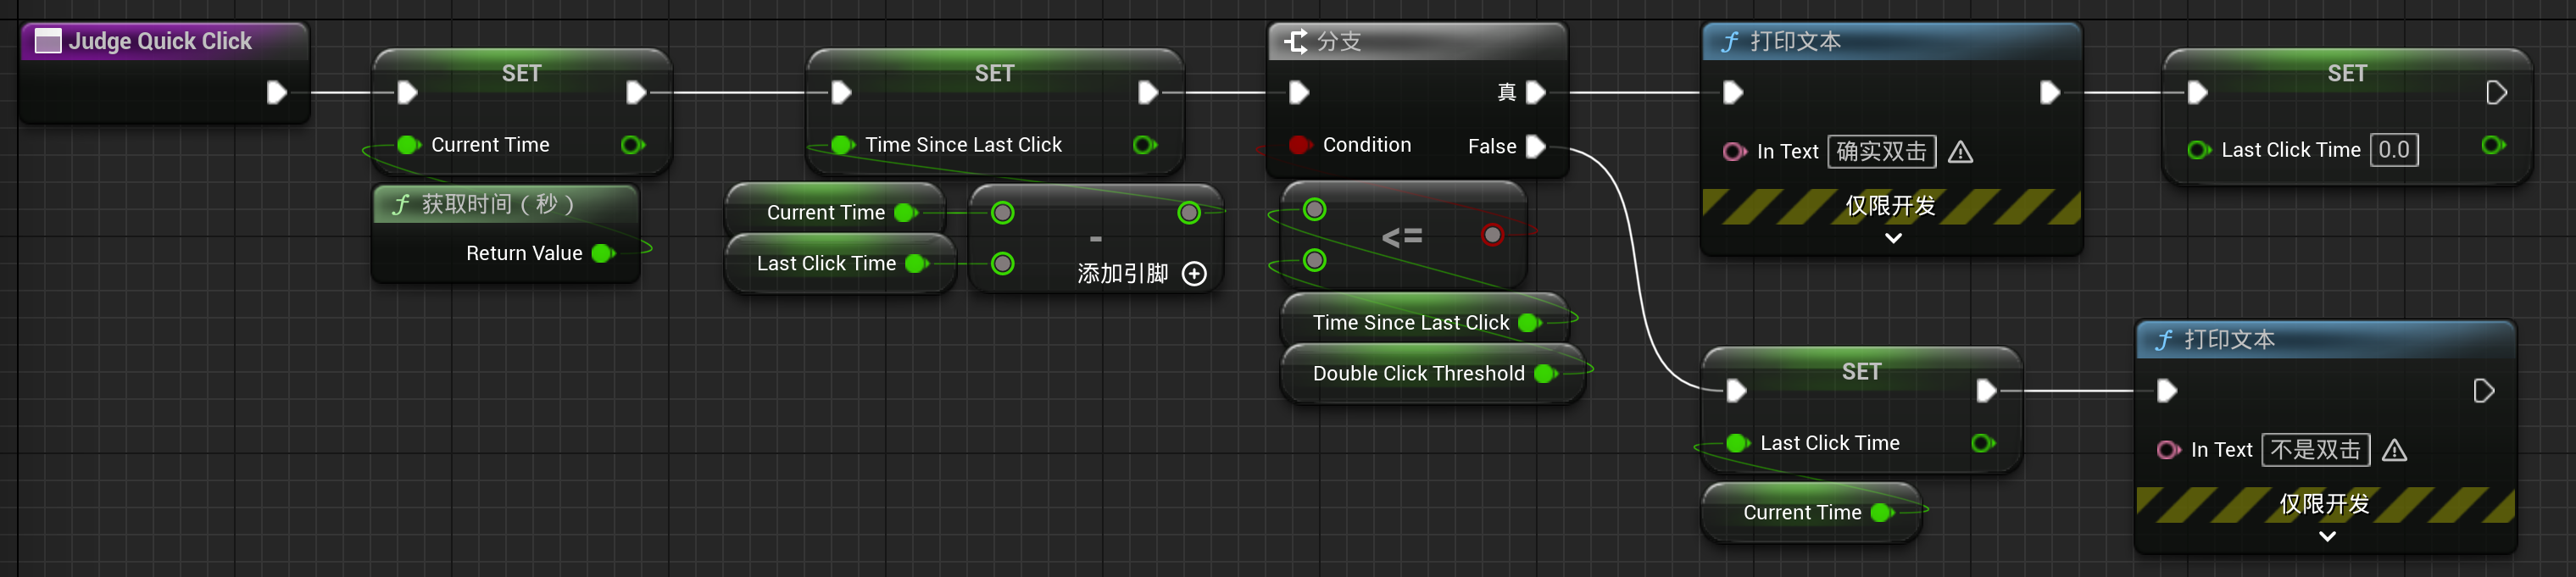 Judge Quick Click
SET
Current Time
f 获取时间（秒）
Return Value
SET
Time Since Last Click
Current Time
Last Click Time
-
添加引脚
分支
真
Condition
False
<=
Time Since Last Click
Double Click Threshold
f 打印文本
In Text 确实双击
仅限开发
SET
Last Click Time 0.0
SET
Last Click Time
Current Time
f 打印文本
In Text 不是双击
仅限开发